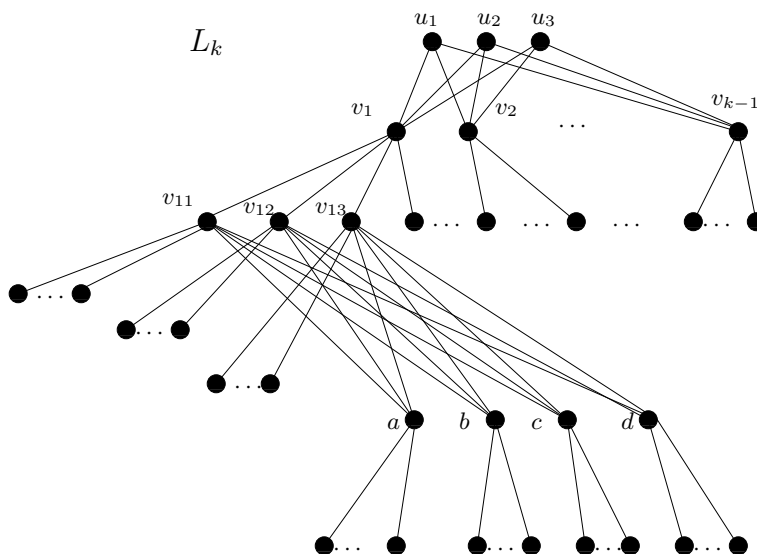 u_1 u_2 u_3
L_k
v_1 v_2 ... v_{k-1}
v_{11} v_{12} v_{13}
... ... ... ...
...
...
...
a b c d
... ... ... ...